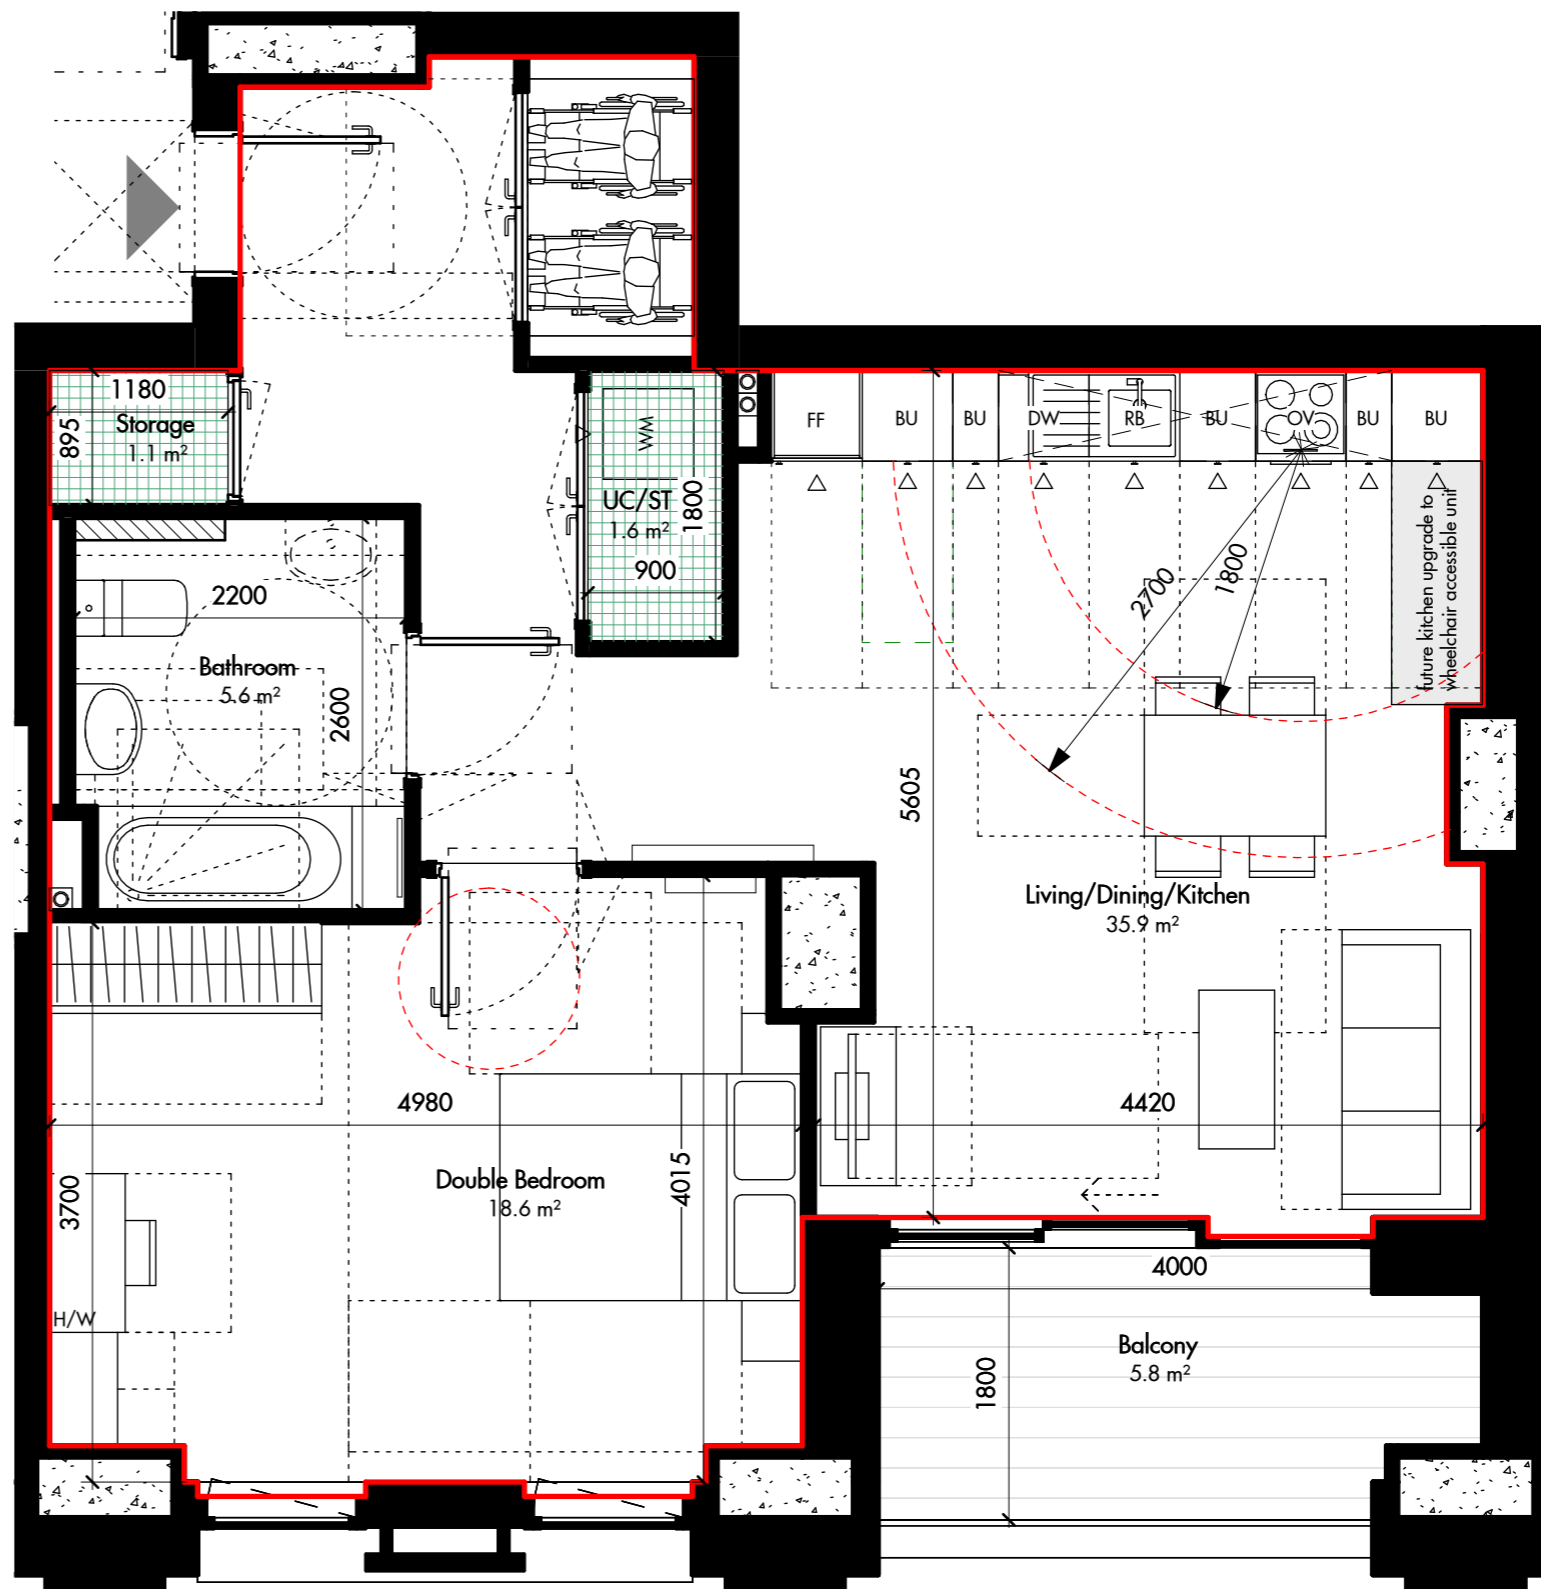 1180
Storage
1.1 m²
895
WM
UC/ST
1.6 m²
1800
900
FF
BU
BU
DW
RB
BU
OV
BU
BU
future kitchen upgrade to
wheelchair accessible unit
2700
1800
2200
Bathroom
5.6 m²
2600
5605
Living/Dining/Kitchen
35.9 m²
4980
4420
Double Bedroom
18.6 m²
4015
3700
H/W
4000
Balcony
5.8 m²
1800